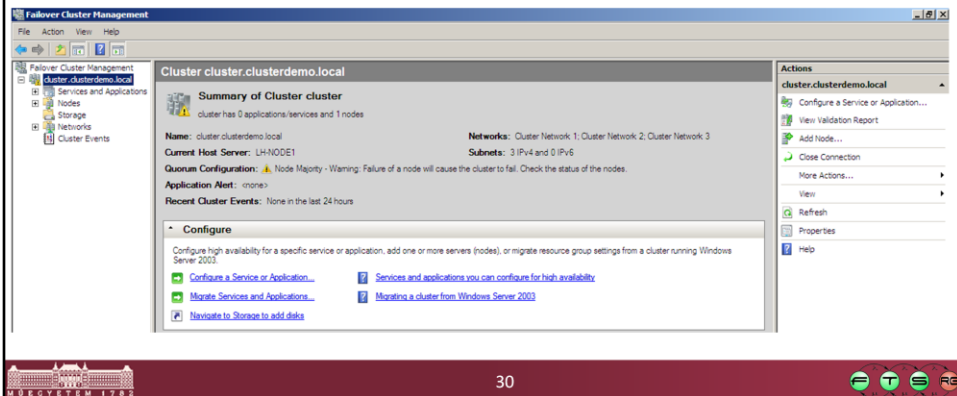 Failover Cluster Management
File Action View Help
Failover Cluster Management
cluster.clusterdemo.local
Services and Applications
Nodes
Storage
Networks
Cluster Events
Cluster cluster.clusterdemo.local
Summary of Cluster cluster
cluster has 0 applications/services and 1 nodes
Name: cluster.clusterdemo.local
Networks: Cluster Network 1; Cluster Network 2; Cluster Network 3
Current Host Server: LH-NODE1
Subnets: 3 IPv4 and 0 IPv6
Quorum Configuration: Node Majority - Warning: Failure of a node will cause the cluster to fail. Check the status of the nodes.
Application Alert: <none>
Recent Cluster Events: None in the last 24 hours
Configure
Configure high availability for a specific service or application, add one or more servers (nodes), or migrate resource group settings from a cluster running Windows
Server 2003.
Configure a Service or Application...
Services and applications you can configure for high availability
Migrate Services and Applications...
Migrating a cluster from Windows Server 2003
Navigate to Storage to add disks
Actions
cluster.clusterdemo.local
Configure a Service or Application...
View Validation Report
Add Node...
Close Connection
More Actions...
View
Refresh
Properties
Help
MŰEGYETEM 1782
30
F T S RG